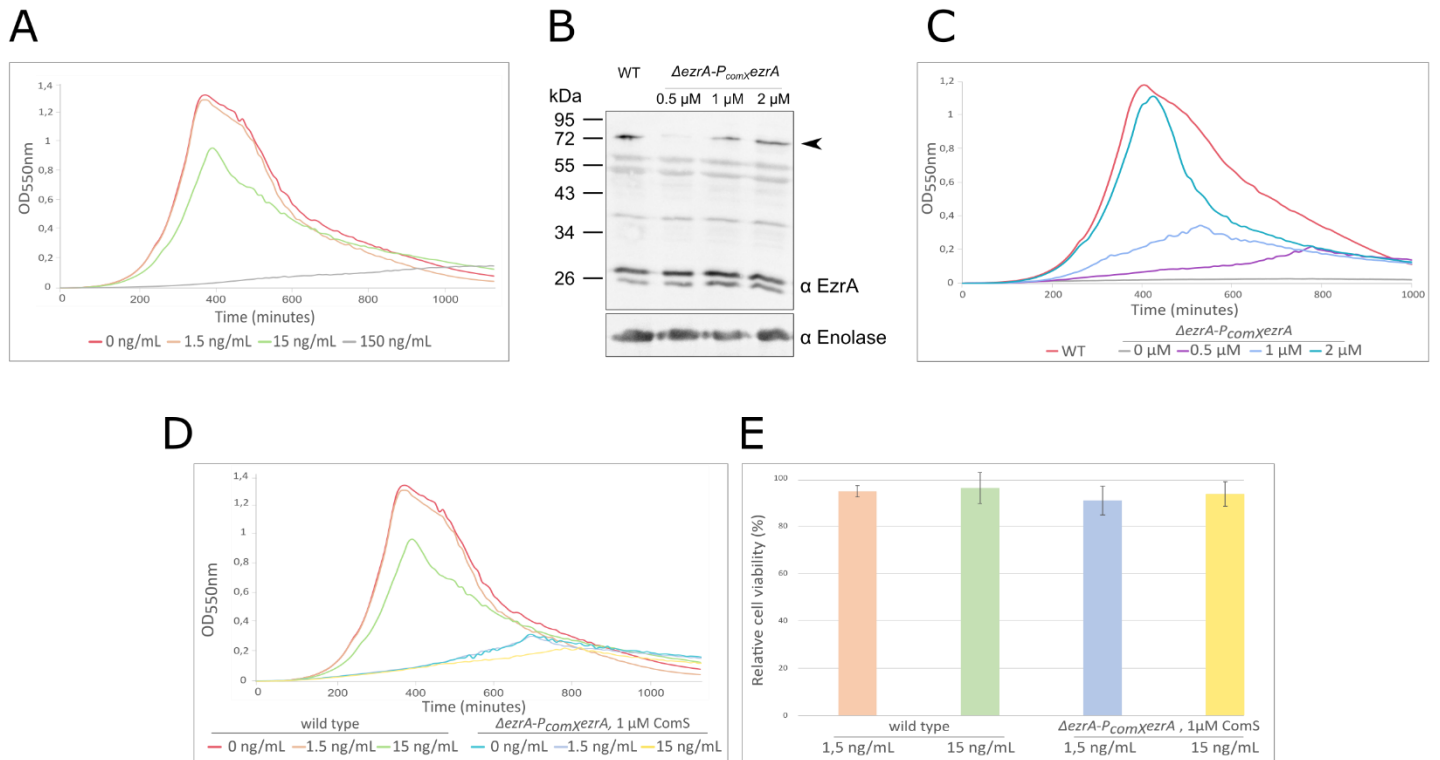 A
1,4
1,2
1
0,8
0,6
0,4
0,2
0
OD550nm
0 200 400 600 800 1000
Time (minutes)
0 ng/mL 1.5 ng/mL 15 ng/mL 150 ng/mL
B
WT ΔezrA-PcomXezrA
kDa 0.5 µM 1 µM 2 µM
95
72
55
43
34
26
α EzrA
α Enolase
C
1,2
1
0,8
0,6
0,4
0,2
0
OD550nm
0 200 400 600 800 1000
Time (minutes)
ΔezrA-PcomXezrA
WT 0 µM 0.5 µM 1 µM 2 µM
D
1,4
1,2
1
0,8
0,6
0,4
0,2
0
OD550nm
0 200 400 600 800 1000
Time (minutes)
wild type ΔezrA-PcomXezrA, 1 µM ComS
0 ng/mL 1.5 ng/mL 15 ng/mL 0 ng/mL 1.5 ng/mL 15 ng/mL
E
100
80
60
40
20
0
Relative cell viability (%)
wild type ΔezrA-PcomXezrA , 1µM ComS
1,5 ng/mL 15 ng/mL 1,5 ng/mL 15 ng/mL